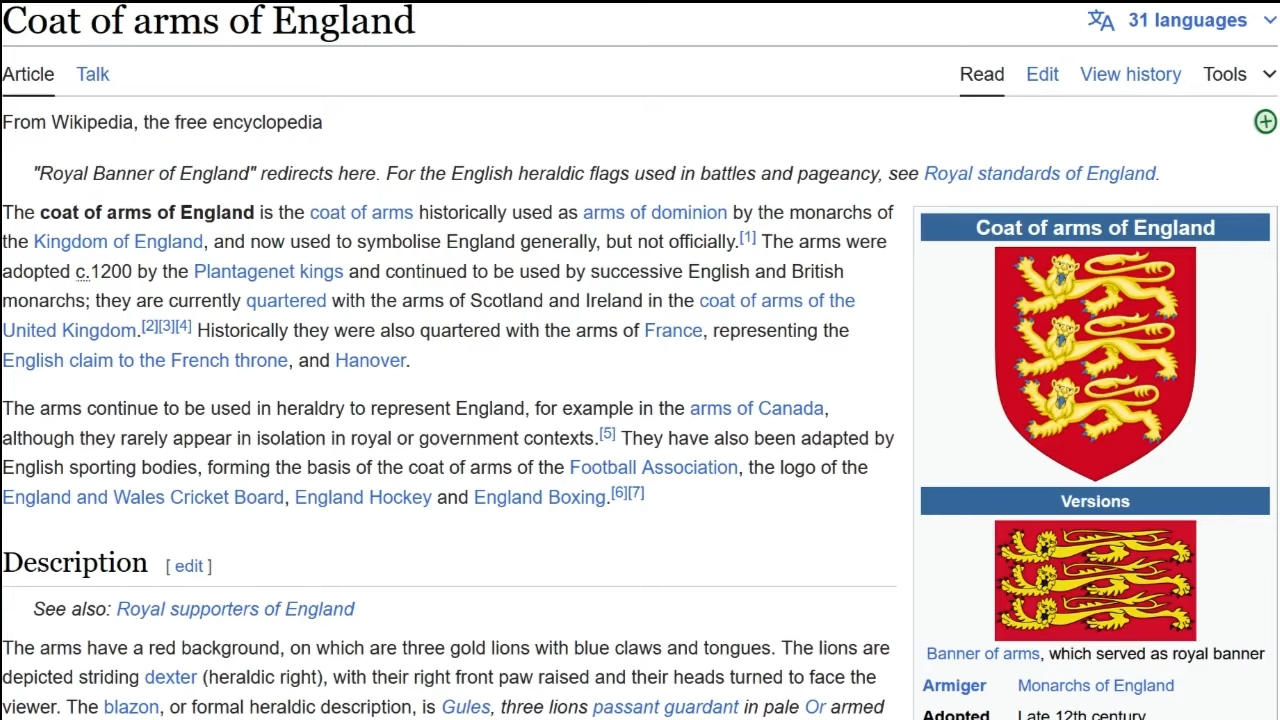 Coat of arms of England
31 languages
Article Talk
Read Edit View history Tools
From Wikipedia, the free encyclopedia
"Royal Banner of England" redirects here. For the English heraldic flags used in battles and pageancy, see Royal standards of England.
The coat of arms of England is the coat of arms historically used as arms of dominion by the monarchs of
the Kingdom of England, and now used to symbolise England generally, but not officially.[1] The arms were
adopted c.1200 by the Plantagenet kings and continued to be used by successive English and British
monarchs; they are currently quartered with the arms of Scotland and Ireland in the coat of arms of the
United Kingdom.[2][3][4] Historically they were also quartered with the arms of France, representing the
English claim to the French throne, and Hanover.
The arms continue to be used in heraldry to represent England, for example in the arms of Canada,
although they rarely appear in isolation in royal or government contexts.[5] They have also been adapted by
English sporting bodies, forming the basis of the coat of arms of the Football Association, the logo of the
England and Wales Cricket Board, England Hockey and England Boxing.[6][7]
Description [ edit ]
See also: Royal supporters of England
The arms have a red background, on which are three gold lions with blue claws and tongues. The lions are
depicted striding dexter (heraldic right), with their right front paw raised and their heads turned to face the
viewer. The blazon, or formal heraldic description, is Gules, three lions passant guardant in pale Or armed
Coat of arms of England
Versions
Banner of arms, which served as royal banner
Armiger Monarchs of England
Adopted Late 12th century